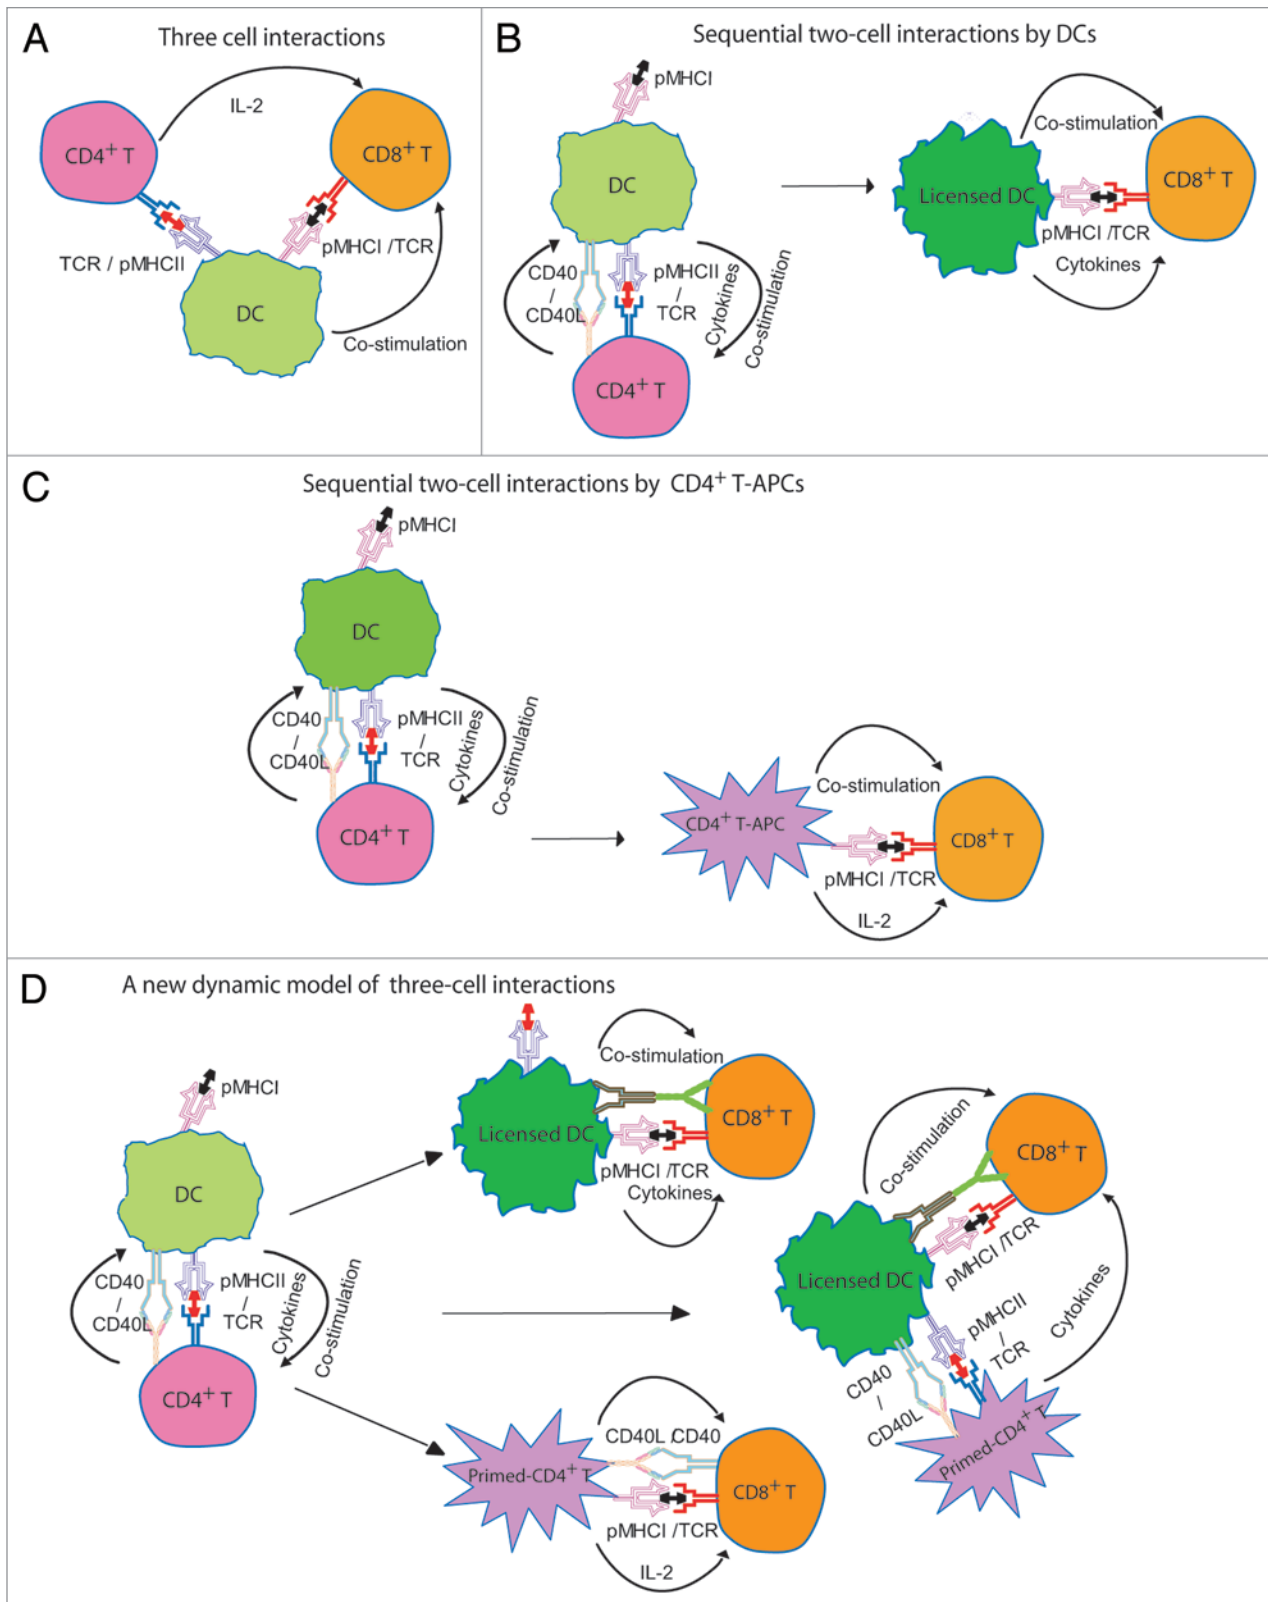 A
Three cell interactions
IL-2
CD4+ T
CD8+ T
TCR / pMHCII
pMHCI /TCR
DC
Co-stimulation
B
Sequential two-cell interactions by DCs
pMHCI
DC
CD40
/
CD40L
pMHCII
/
TCR
Cytokines
Co-stimulation
CD4+ T
Co-stimulation
Licensed DC
CD8+ T
pMHCI /TCR
Cytokines
C
Sequential two-cell interactions by CD4+ T-APCs
pMHCI
DC
CD40
/
CD40L
pMHCII
/
TCR
Cytokines
Co-stimulation
CD4+ T
Co-stimulation
CD4+ T-APC
CD8+ T
pMHCI /TCR
IL-2
D
A new dynamic model of three-cell interactions
pMHCI
DC
CD40
/
CD40L
pMHCII
/
TCR
Cytokines
Co-stimulation
CD4+ T
Co-stimulation
Licensed DC
CD8+ T
pMHCI /TCR
Cytokines
CD40L /CD40
Primed-CD4+ T
CD8+ T
pMHCI /TCR
IL-2
Co-stimulation
CD8+ T
pMHCI /TCR
Licensed DC
pMHCII
/
TCR
Cytokines
CD40
/
CD40L
Primed-CD4+ T